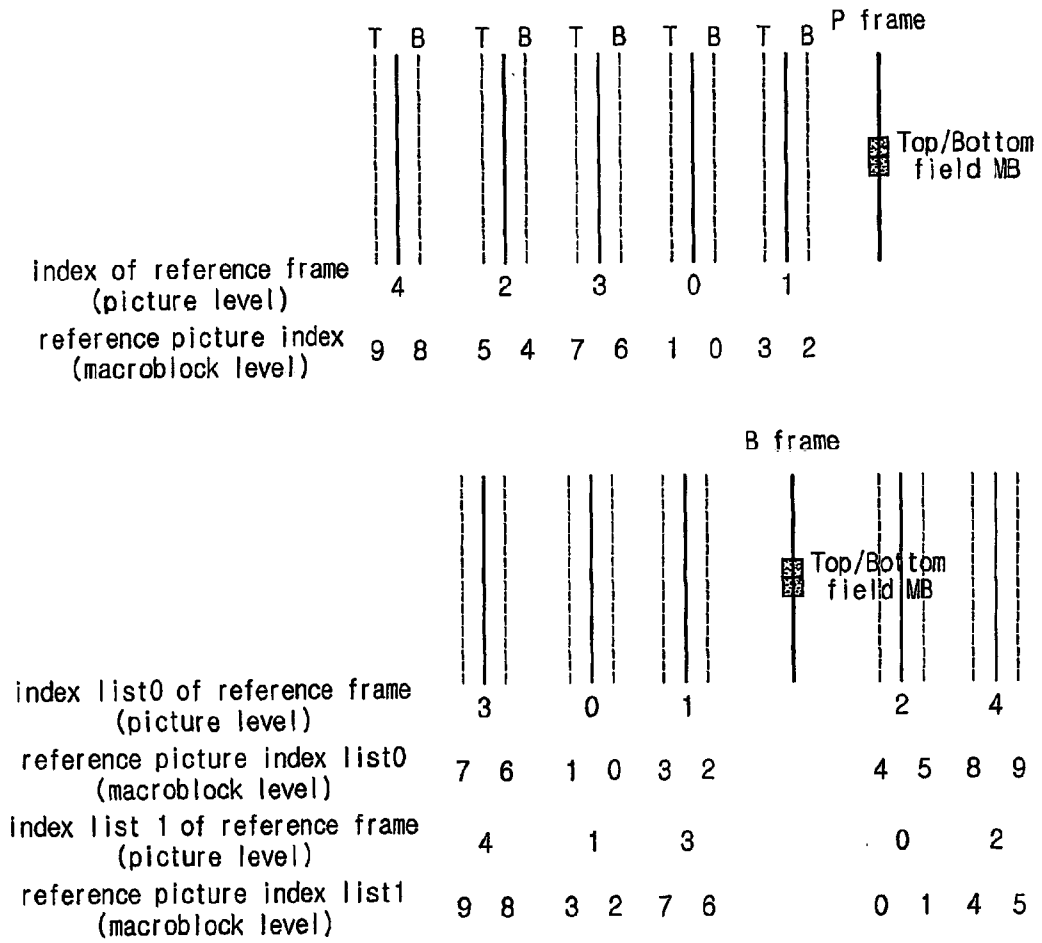 P frame
T B T B T B T B T B
Top/Bottom
field MB
index of reference frame
(picture level)
4 2 3 0 1
reference picture index
(macroblock level)
9 8 5 4 7 6 1 0 3 2
B frame
Top/Bottom
field MB
index list0 of reference frame
(picture level)
3 0 1 2 4
reference picture index list0
(macroblock level)
7 6 1 0 3 2 4 5 8 9
index list 1 of reference frame
(picture level)
4 1 3 0 2
reference picture index list1
(macroblock level)
9 8 3 2 7 6 0 1 4 5